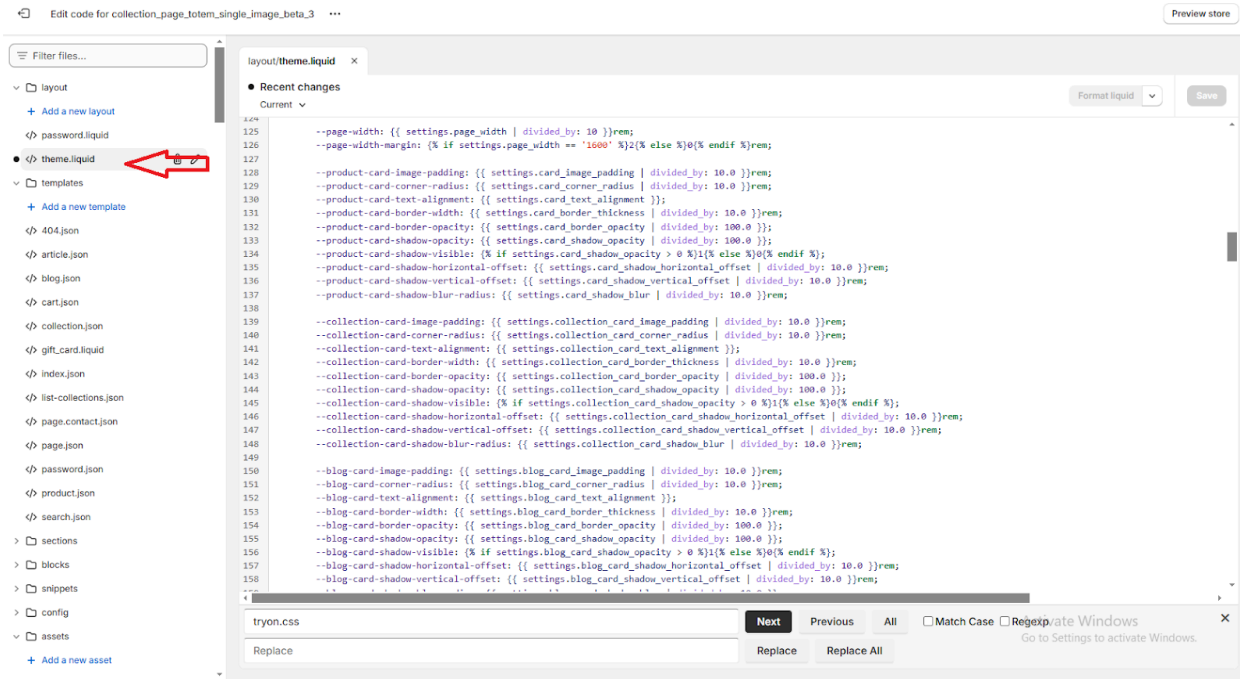 Edit code for collection_page_totem_single_image_beta_3 ...
Preview store
Filter files...
layout
+ Add a new layout
</> password.liquid
</> theme.liquid
templates
+ Add a new template
</> 404.json
</> article.json
</> blog.json
</> cart.json
</> collection.json
</> gift_card.liquid
</> index.json
</> list-collections.json
</> page.contact.json
</> page.json
</> password.json
</> product.json
</> search.json
sections
blocks
snippets
config
assets
+ Add a new asset
layout/theme.liquid ×
Recent changes
Current
Format liquid
Save
124
125 --page-width: {{ settings.page_width | divided_by: 10 }}rem;
126 --page-width-margin: {% if settings.page_width == '1600' %}2{% else %}0{% endif %}rem;
127
128 --product-card-image-padding: {{ settings.card_image_padding | divided_by: 10.0 }}rem;
129 --product-card-corner-radius: {{ settings.card_corner_radius | divided_by: 10.0 }}rem;
130 --product-card-text-alignment: {{ settings.card_text_alignment }};
131 --product-card-border-width: {{ settings.card_border_thickness | divided_by: 10.0 }}rem;
132 --product-card-border-opacity: {{ settings.card_border_opacity | divided_by: 100.0 }};
133 --product-card-shadow-opacity: {{ settings.card_shadow_opacity | divided_by: 100.0 }};
134 --product-card-shadow-visible: {% if settings.card_shadow_opacity > 0 %}1{% else %}0{% endif %};
135 --product-card-shadow-horizontal-offset: {{ settings.card_shadow_horizontal_offset | divided_by: 10.0 }}rem;
136 --product-card-shadow-vertical-offset: {{ settings.card_shadow_vertical_offset | divided_by: 10.0 }}rem;
137 --product-card-shadow-blur-radius: {{ settings.card_shadow_blur | divided_by: 10.0 }}rem;
138
139 --collection-card-image-padding: {{ settings.collection_card_image_padding | divided_by: 10.0 }}rem;
140 --collection-card-corner-radius: {{ settings.collection_card_corner_radius | divided_by: 10.0 }}rem;
141 --collection-card-text-alignment: {{ settings.collection_card_text_alignment }};
142 --collection-card-border-width: {{ settings.collection_card_border_thickness | divided_by: 10.0 }}rem;
143 --collection-card-border-opacity: {{ settings.collection_card_border_opacity | divided_by: 100.0 }};
144 --collection-card-shadow-opacity: {{ settings.collection_card_shadow_opacity | divided_by: 100.0 }};
145 --collection-card-shadow-visible: {% if settings.collection_card_shadow_opacity > 0 %}1{% else %}0{% endif %};
146 --collection-card-shadow-horizontal-offset: {{ settings.collection_card_shadow_horizontal_offset | divided_by: 10.0 }}rem;
147 --collection-card-shadow-vertical-offset: {{ settings.collection_card_shadow_vertical_offset | divided_by: 10.0 }}rem;
148 --collection-card-shadow-blur-radius: {{ settings.collection_card_shadow_blur | divided_by: 10.0 }}rem;
149
150 --blog-card-image-padding: {{ settings.blog_card_image_padding | divided_by: 10.0 }}rem;
151 --blog-card-corner-radius: {{ settings.blog_card_corner_radius | divided_by: 10.0 }}rem;
152 --blog-card-text-alignment: {{ settings.blog_card_text_alignment }};
153 --blog-card-border-width: {{ settings.blog_card_border_thickness | divided_by: 10.0 }}rem;
154 --blog-card-border-opacity: {{ settings.blog_card_border_opacity | divided_by: 100.0 }};
155 --blog-card-shadow-opacity: {{ settings.blog_card_shadow_opacity | divided_by: 100.0 }};
156 --blog-card-shadow-visible: {% if settings.blog_card_shadow_opacity > 0 %}1{% else %}0{% endif %};
157 --blog-card-shadow-horizontal-offset: {{ settings.blog_card_shadow_horizontal_offset | divided_by: 10.0 }}rem;
158 --blog-card-shadow-vertical-offset: {{ settings.blog_card_shadow_vertical_offset | divided_by: 10.0 }}rem;
tryon.css
Next Previous All Match Case Regexp
Replace
Replace Replace All
Activate Windows
Go to Settings to activate Windows.